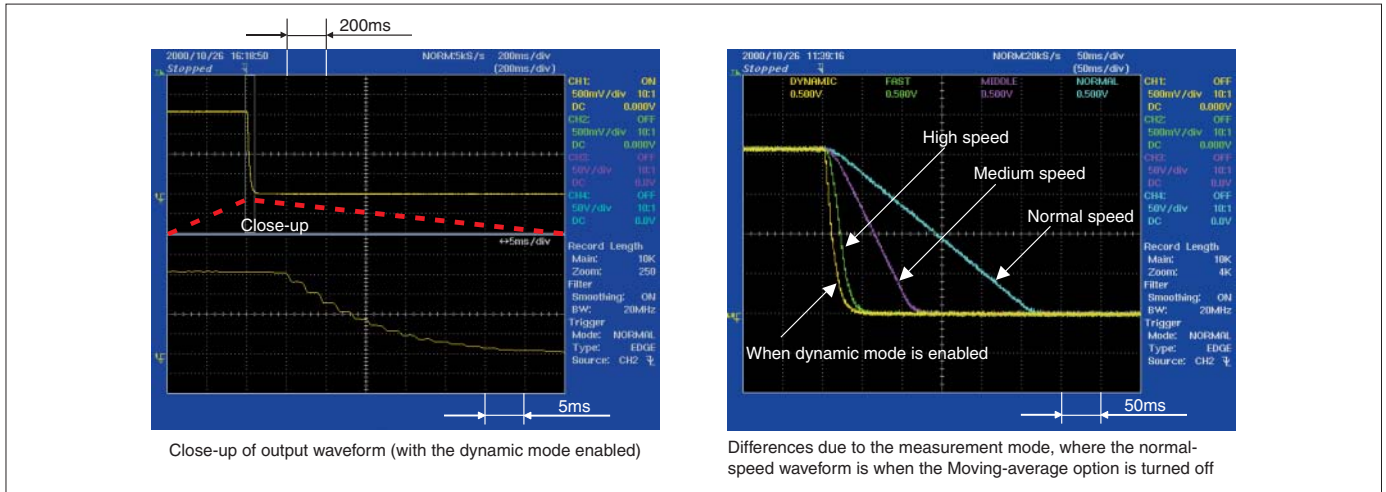 200ms
2000/10/26 16:18:50
NORM:5kS/s 200ms/div
Stopped
(200ms/div)
CH1: ON
500mV/div 10:1
DC 0.000V
CH2: OFF
500mV/div 10:1
DC 0.000V
CH3: OFF
50V/div 10:1
DC 0.0V
CH4: OFF
50V/div 10:1
DC 0.0V
Close-up
↔5ms/div
Record Length
Main: 10K
Zoom: 250
Filter
Smoothing: ON
BW: 20MHz
Trigger
Mode: NORMAL
Type: EDGE
Source: CH2
5ms
Close-up of output waveform (with the dynamic mode enabled)
2000/10/26 11:39:16
NORM:20kS/s 50ms/div
Stopped
(50ms/div)
DYNAMIC FAST MIDDLE NORMAL
0.500V 0.500V 0.500V 0.500V
CH1: OFF
500mV/div 10:1
DC 0.000V
CH2: OFF
500mV/div 10:1
DC 0.000V
CH3: OFF
50V/div 10:1
DC 0.0V
CH4: OFF
50V/div 10:1
DC 0.0V
High speed
Medium speed
Normal speed
When dynamic mode is enabled
Record Length
Main: 10K
Zoom: 4K
Filter
Smoothing: ON
BW: 20MHz
Trigger
Mode: NORMAL
Type: EDGE
Source: CH2
50ms
Differences due to the measurement mode, where the normal-
speed waveform is when the Moving-average option is turned off